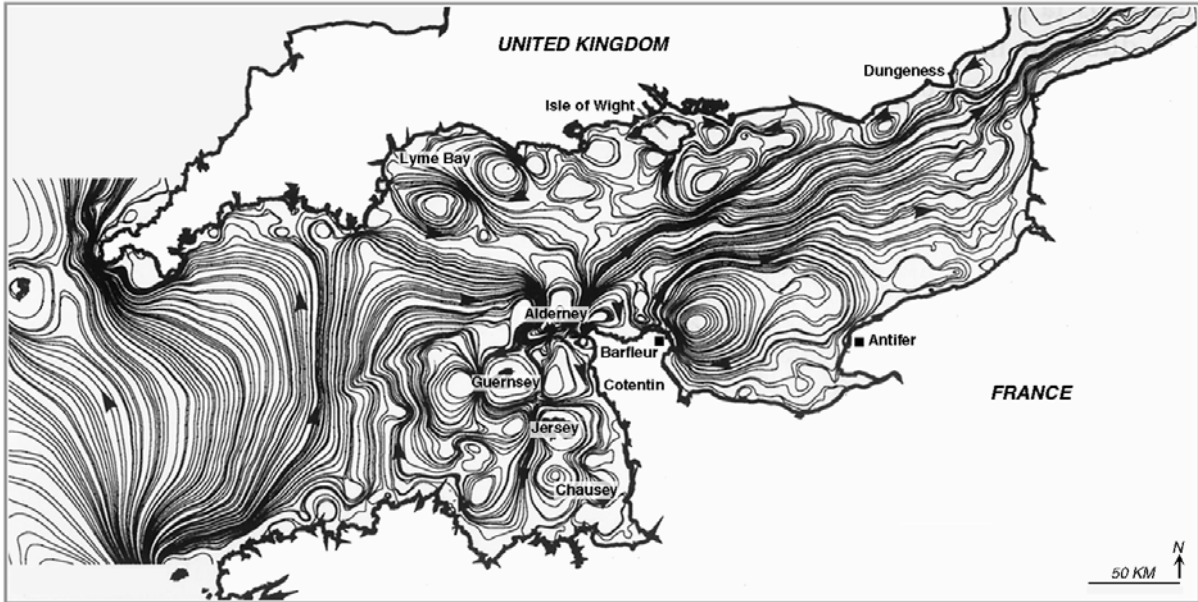 UNITED KINGDOM
Dungeness
Isle of Wight
Lyme Bay
Alderney
Barfleur
Antifer
Guernsey
Cotentin
FRANCE
Jersey
Chausey
N
50 KM